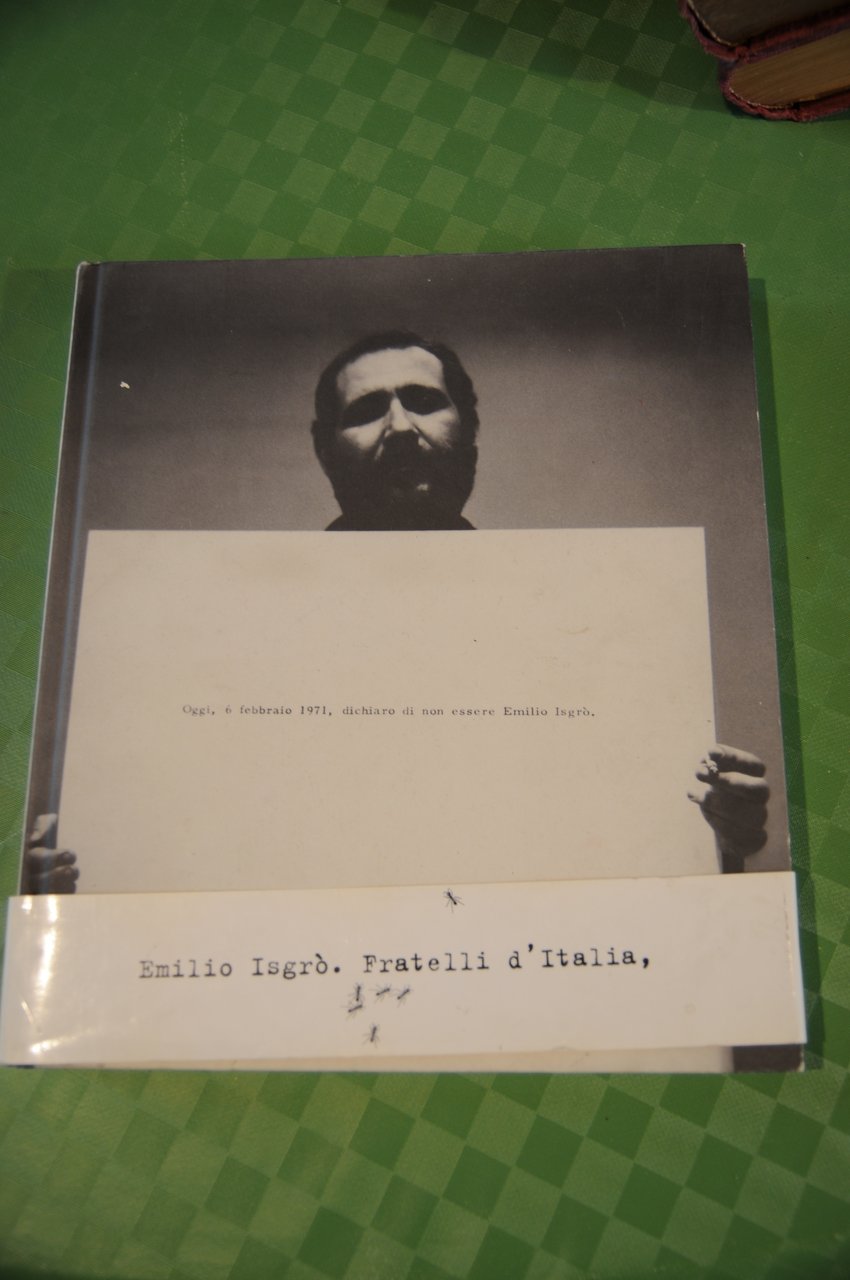 Oggi, 6 febbraio 1971, dichiaro di non essere Emilio Isgrò.
Emilio Isgrò. Fratelli d'Italia,